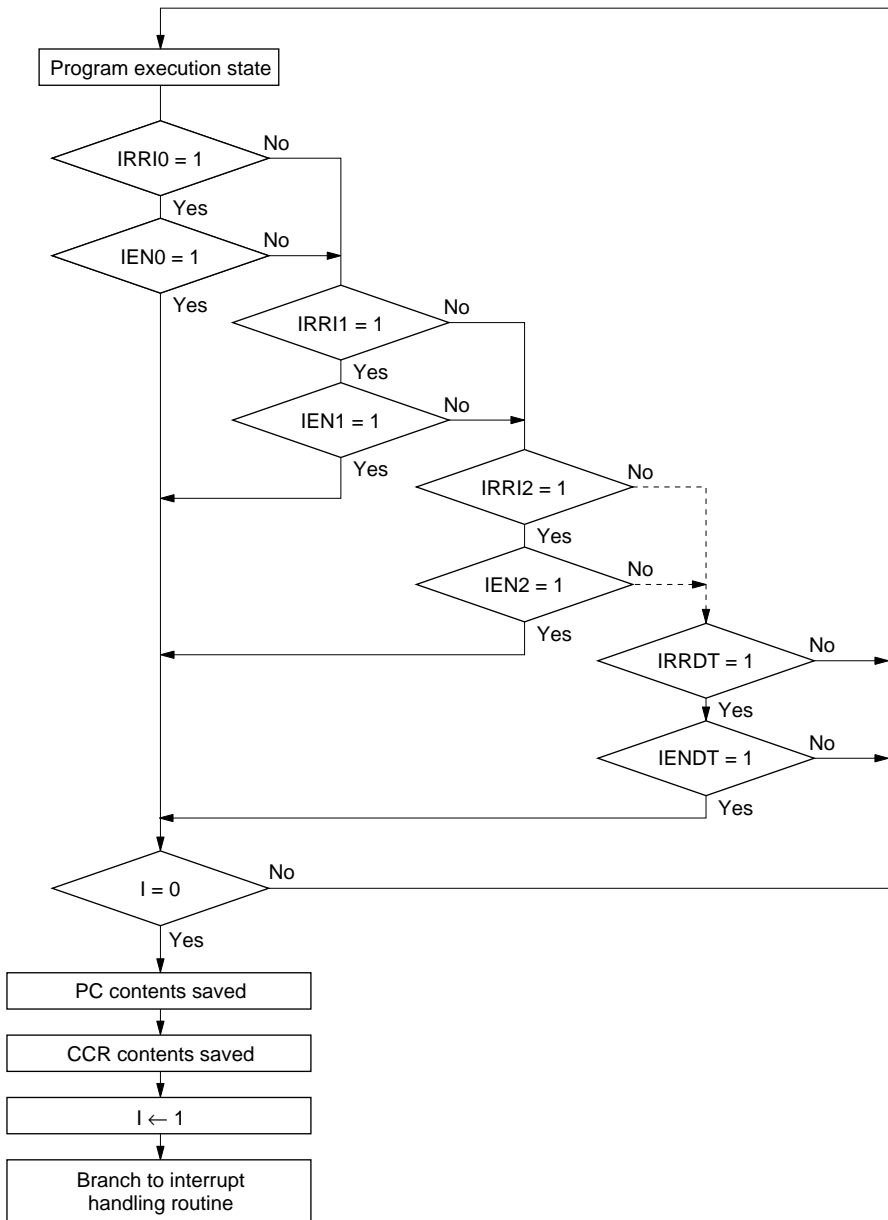 Program execution state
IRRI0 = 1
No
Yes
IEN0 = 1
No
Yes
IRRI1 = 1
No
Yes
IEN1 = 1
No
Yes
IRRI2 = 1
No
Yes
IEN2 = 1
No
Yes
IRRDT = 1
No
Yes
IENDT = 1
No
Yes
I = 0
No
Yes
PC contents saved
CCR contents saved
I ← 1
Branch to interrupt
handling routine